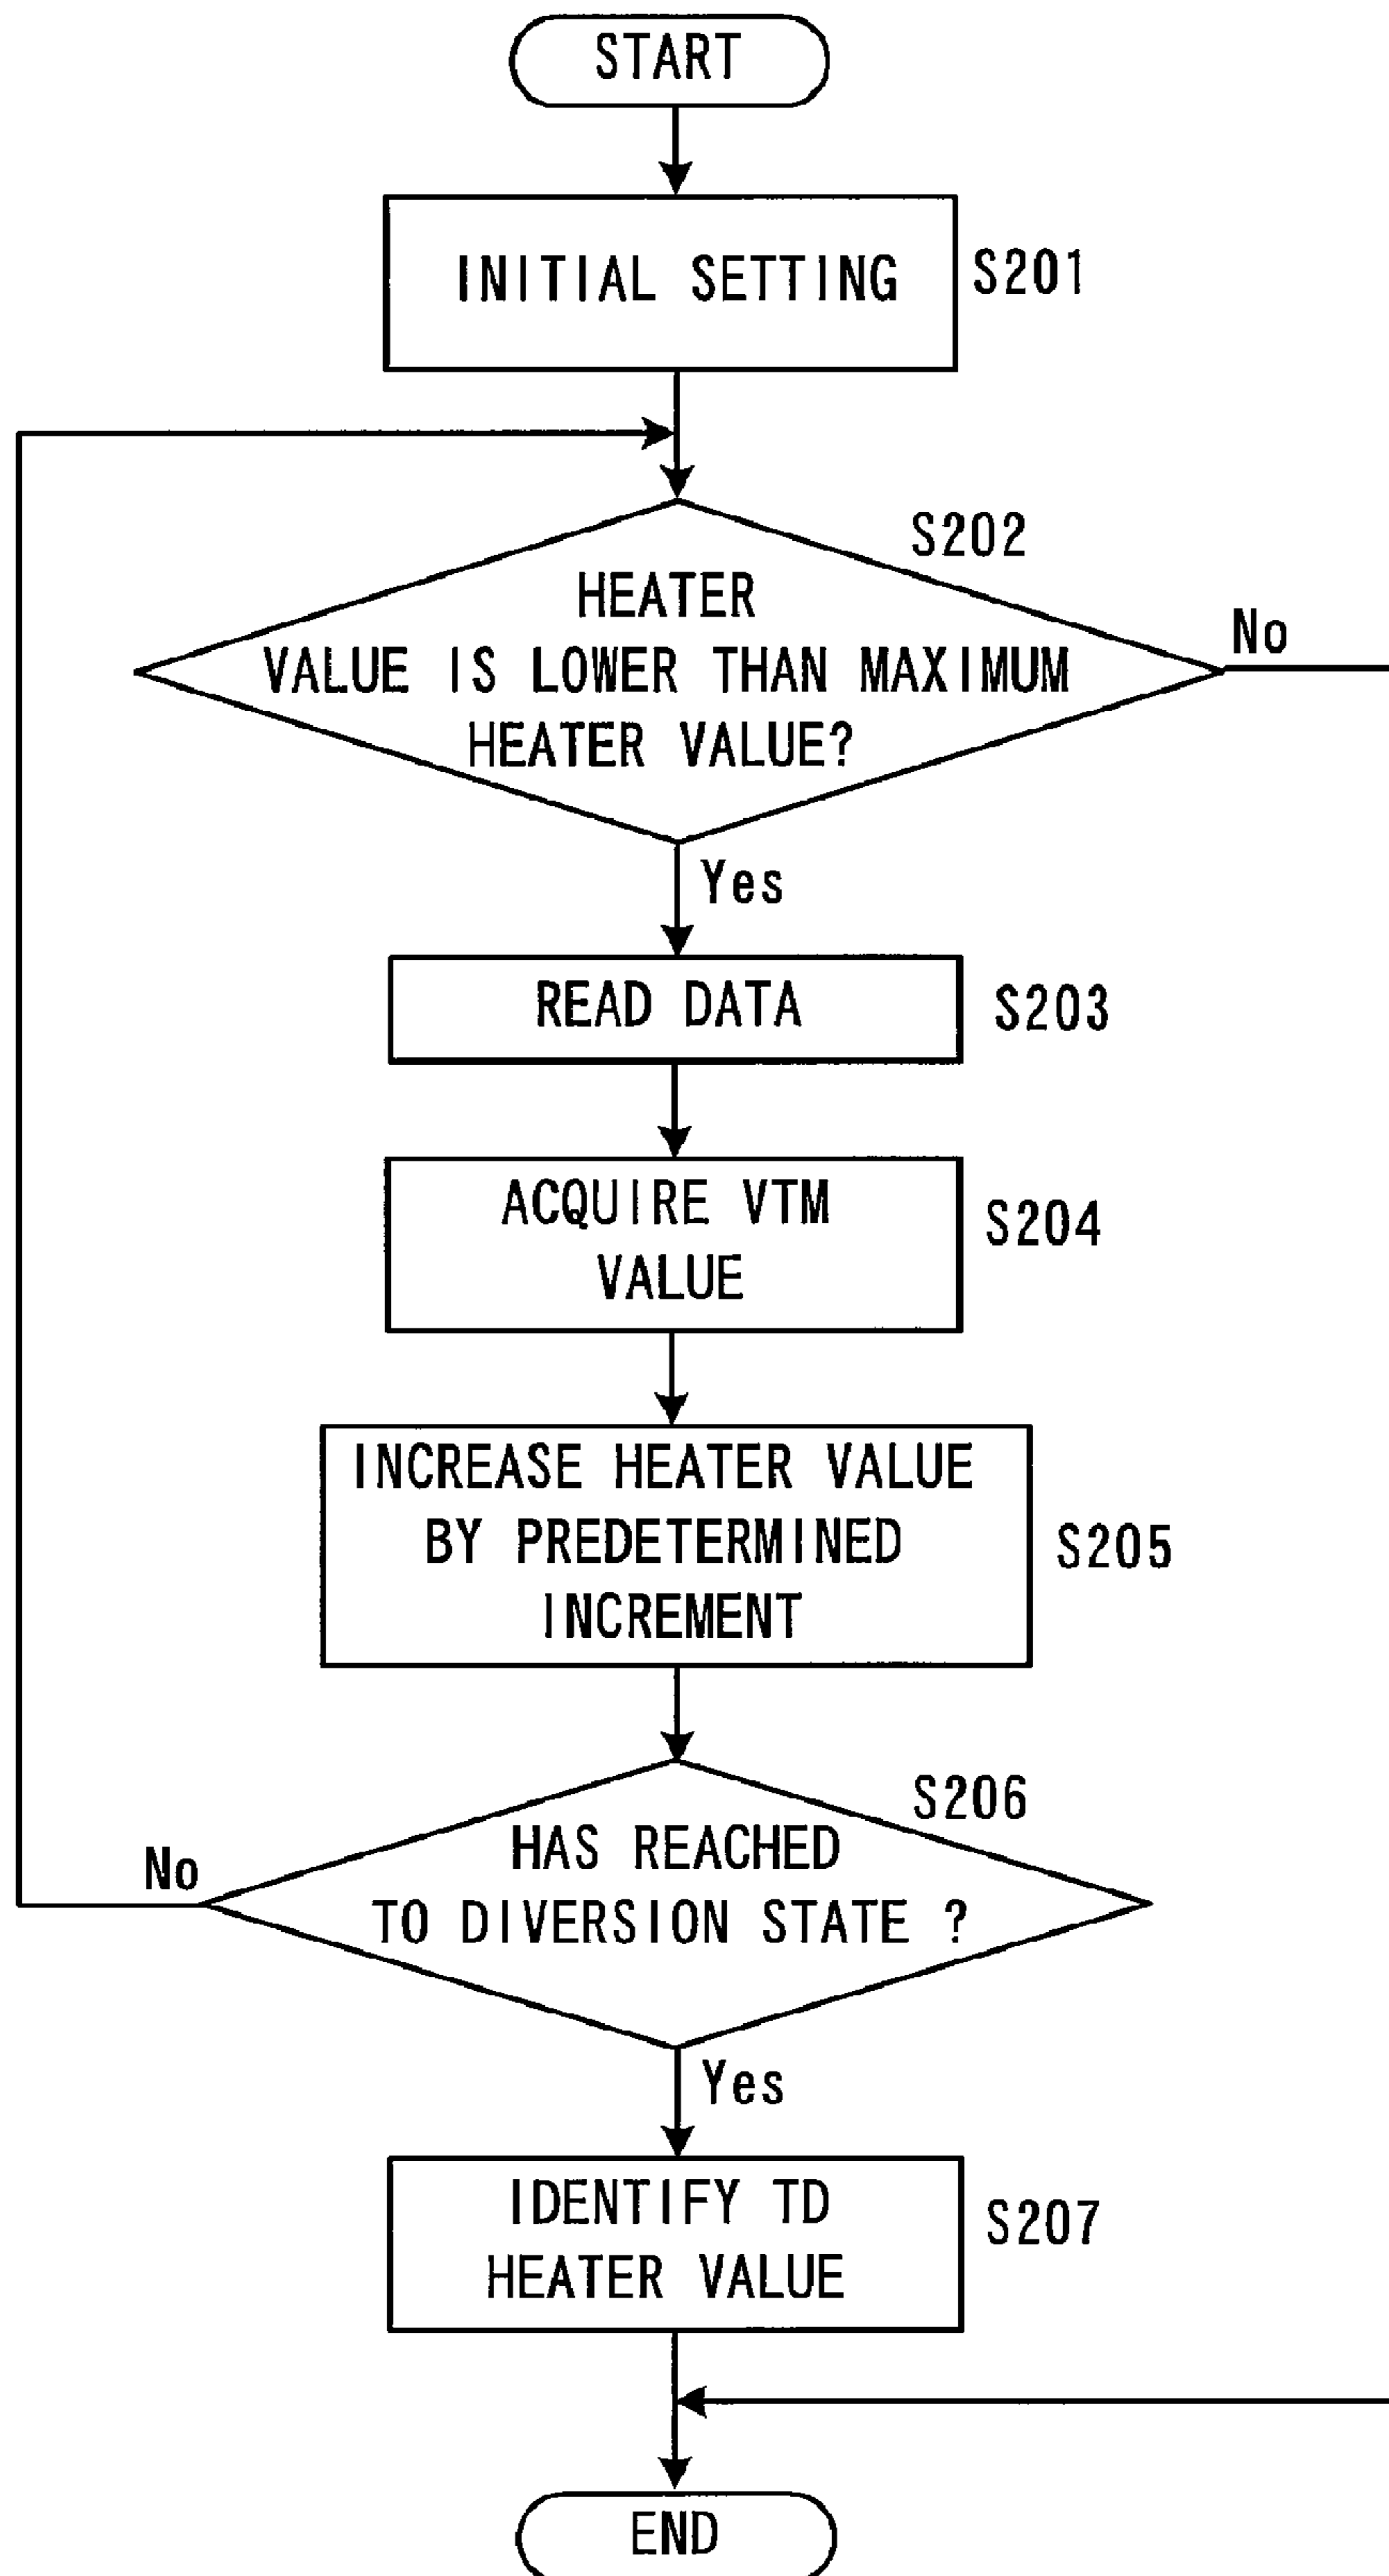 START
INITIAL SETTING
S201
S202
HEATER
VALUE IS LOWER THAN MAXIMUM
HEATER VALUE?
No
Yes
READ DATA
S203
ACQUIRE VTM
VALUE
S204
INCREASE HEATER VALUE
BY PREDETERMINED
INCREMENT
S205
S206
HAS REACHED
TO DIVERSION STATE ?
No
Yes
IDENTIFY TD
HEATER VALUE
S207
END